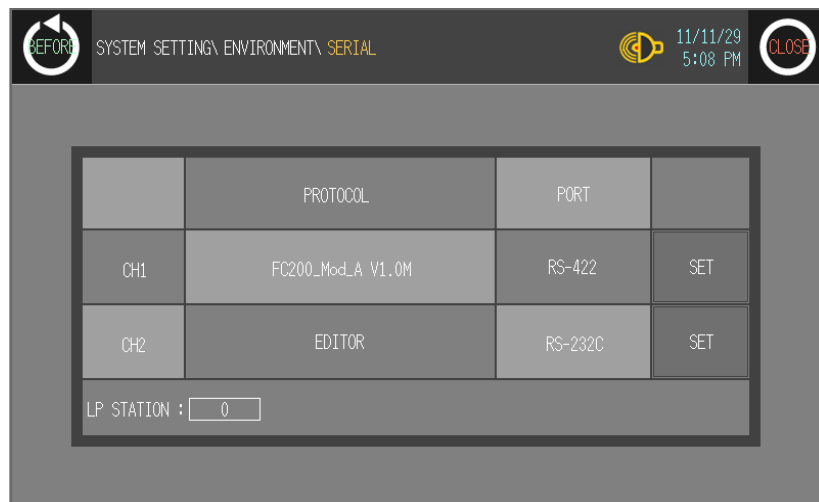 BEFORE
SYSTEM SETTING\ ENVIRONMENT\ SERIAL
11/11/29
5:08 PM
CLOSE
PROTOCOL PORT
CH1 FC200_Mod_A V1.0M RS-422 SET
CH2 EDITOR RS-232C SET
LP STATION : 0